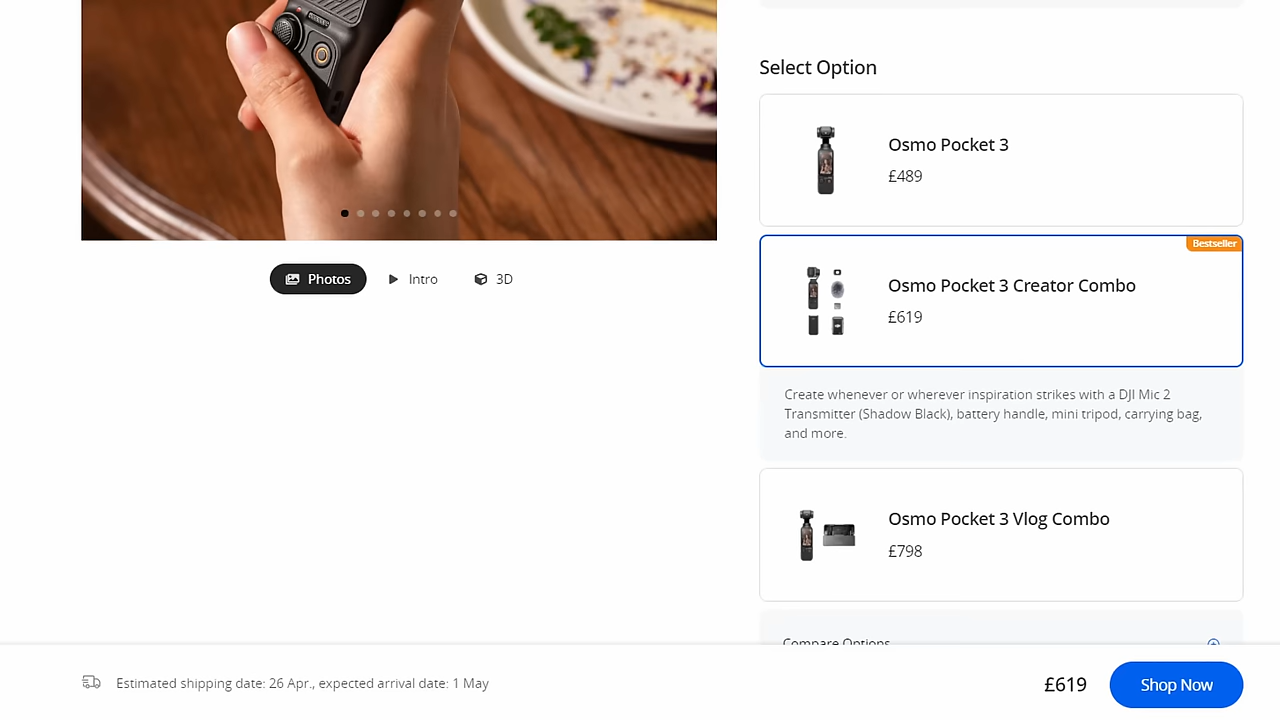 Select Option
Osmo Pocket 3
£489
Bestseller
Osmo Pocket 3 Creator Combo
£619
Create whenever or wherever inspiration strikes with a DJI Mic 2
Transmitter (Shadow Black), battery handle, mini tripod, carrying bag,
and more.
Osmo Pocket 3 Vlog Combo
£798
Compare Options
Photos
Intro
3D
Estimated shipping date: 26 Apr., expected arrival date: 1 May
£619
Shop Now